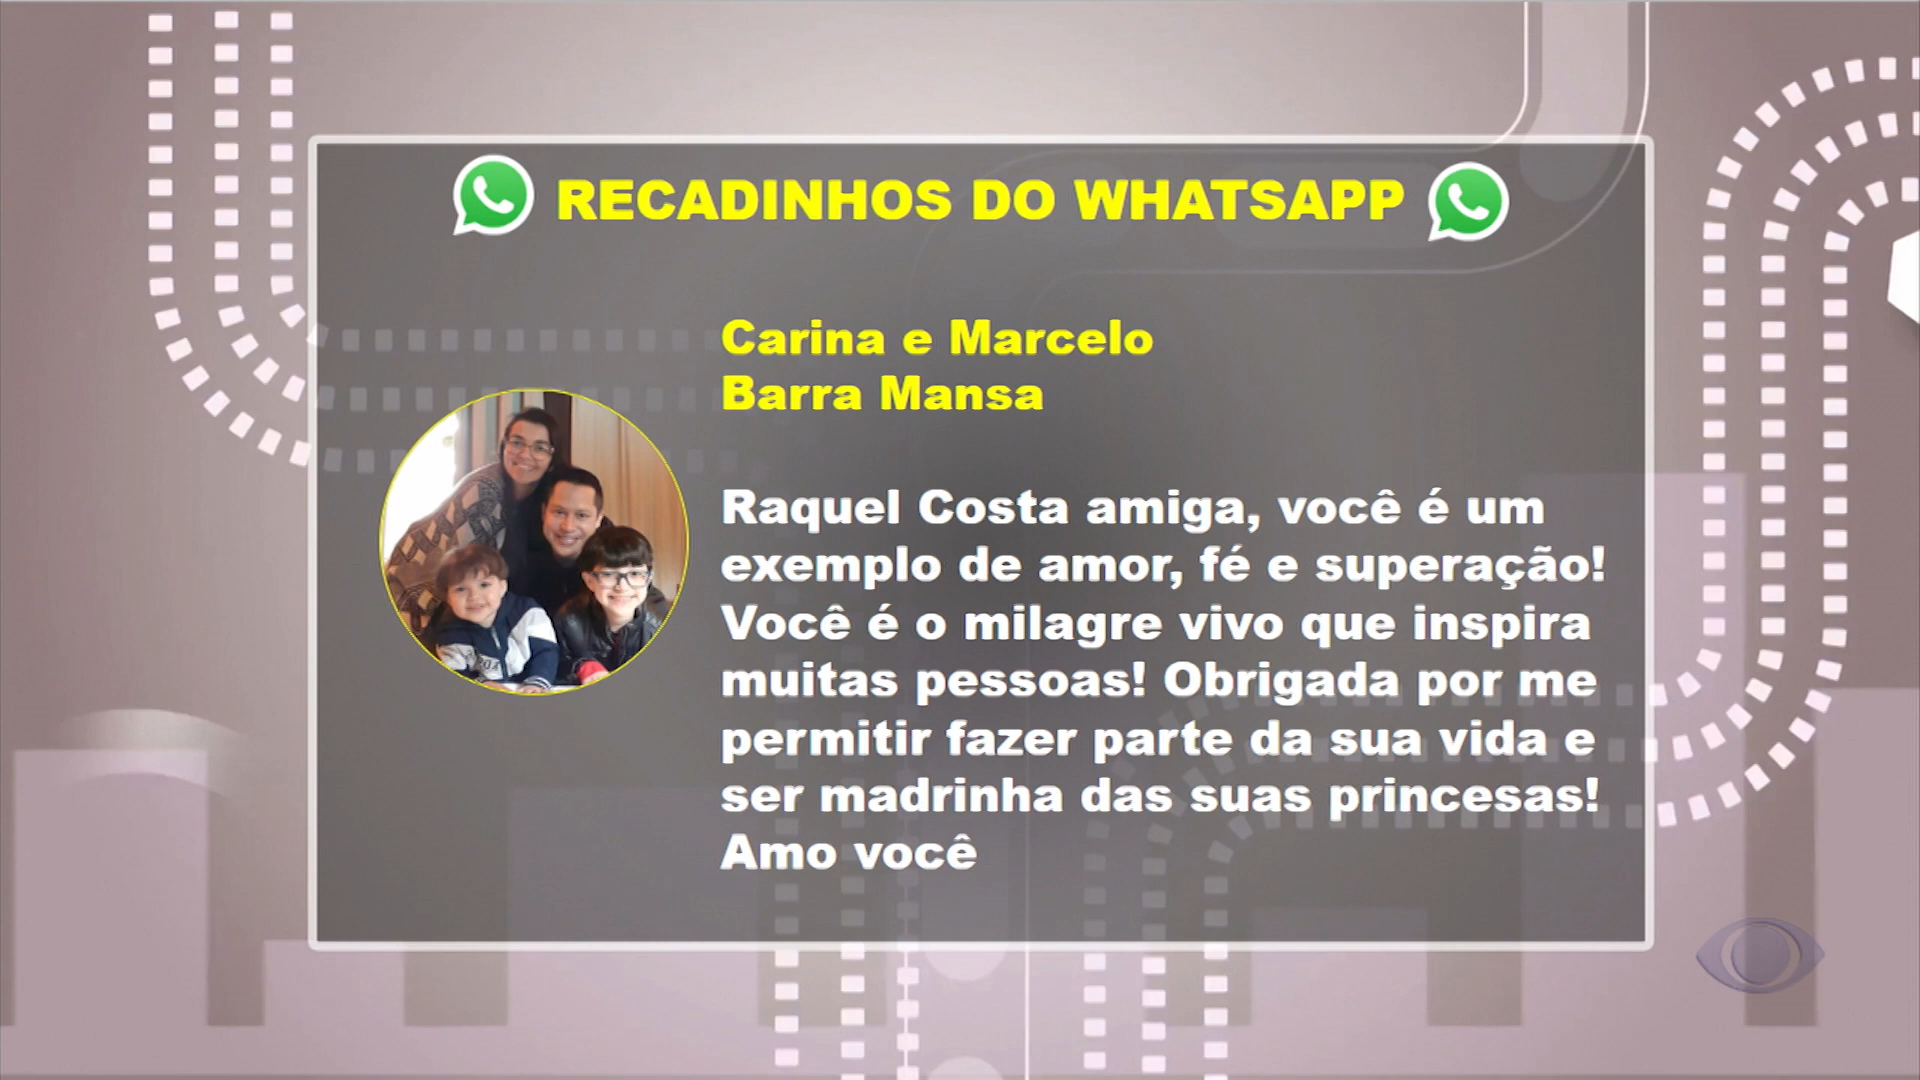 RECADINHOS DO WHATSAPP
Carina e Marcelo
Barra Mansa
Raquel Costa amiga, você é um
exemplo de amor, fé e superação!
Você é o milagre vivo que inspira
muitas pessoas! Obrigada por me
permitir fazer parte da sua vida e
ser madrinha das suas princesas!
Amo você